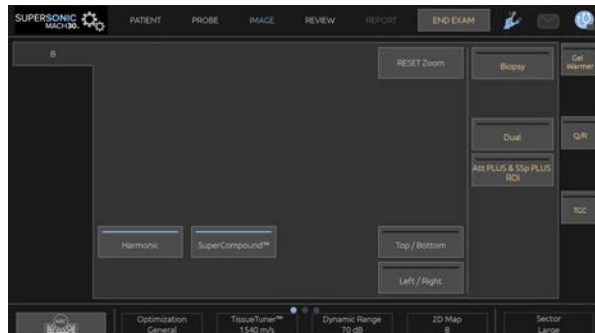 SUPERSONIC
MACH30.
PATIENT
PROBE
IMAGE
REVIEW
REPORT
END EXAM
B
RESET Zoom
Biopsy
Gel
Warmer
Dual
Q/R
Att PLUS & SSp PLUS
ROI
TGC
Harmonic
SuperCompound™
Top / Bottom
Left / Right
Optimization
General
TissueTuner™
1540 m/s
Dynamic Range
70 dB
2D Map
8
Sector
Large